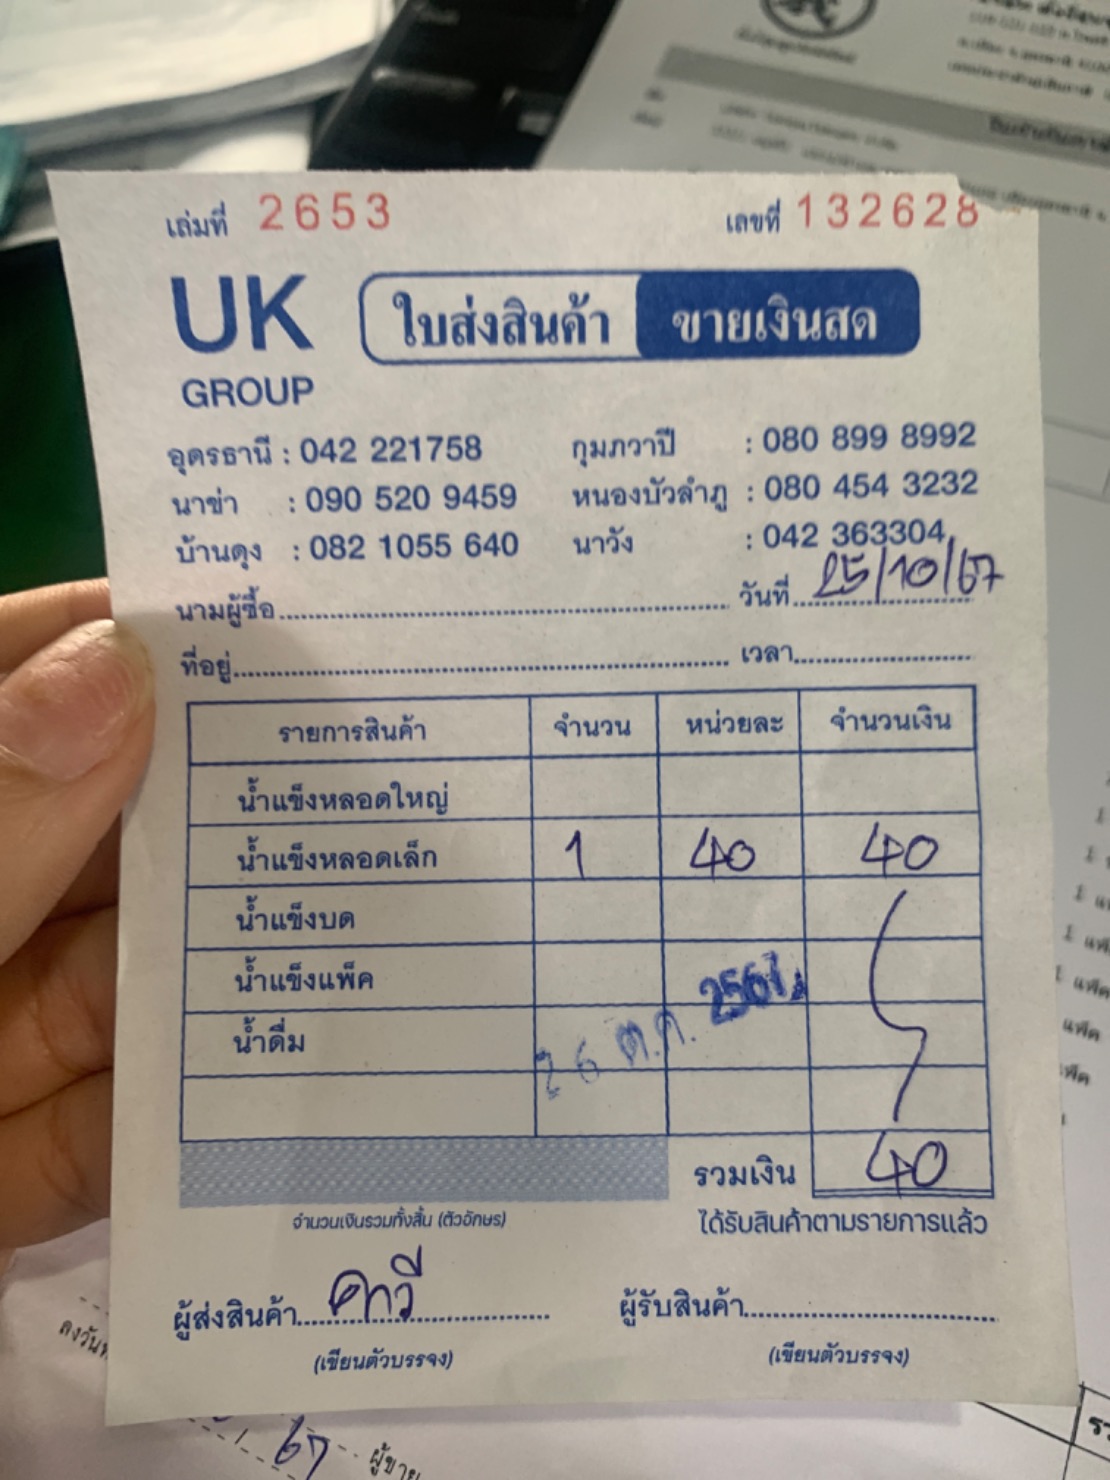 เล่มที่ 2653 เลขที่ 132628
UK GROUP
ใบส่งสินค้า ขายเงินสด
อุดรธานี : 042 221758 กุมภวาปี : 080 899 8992
นาข่า : 090 520 9459 หนองบัวลำภู : 080 454 3232
บ้านดุง : 082 1055 640 นาวัง : 042 363304
นามผู้ซื้อ วันที่ 25/10/67
ที่อยู่ เวลา
รายการสินค้า จำนวน หน่วยละ จำนวนเงิน
น้ำแข็งหลอดใหญ่
น้ำแข็งหลอดเล็ก 1 40 40
น้ำแข็งบด
น้ำแข็งแพ็ค
น้ำดื่ม
26 ต.ค. 2567
รวมเงิน 40
จำนวนเงินรวมทั้งสิ้น (ตัวอักษร) ได้รับสินค้าตามรายการแล้ว
ผู้ส่งสินค้า ผู้รับสินค้า
(เขียนตัวบรรจง) (เขียนตัวบรรจง)
67 ผู้ขาย